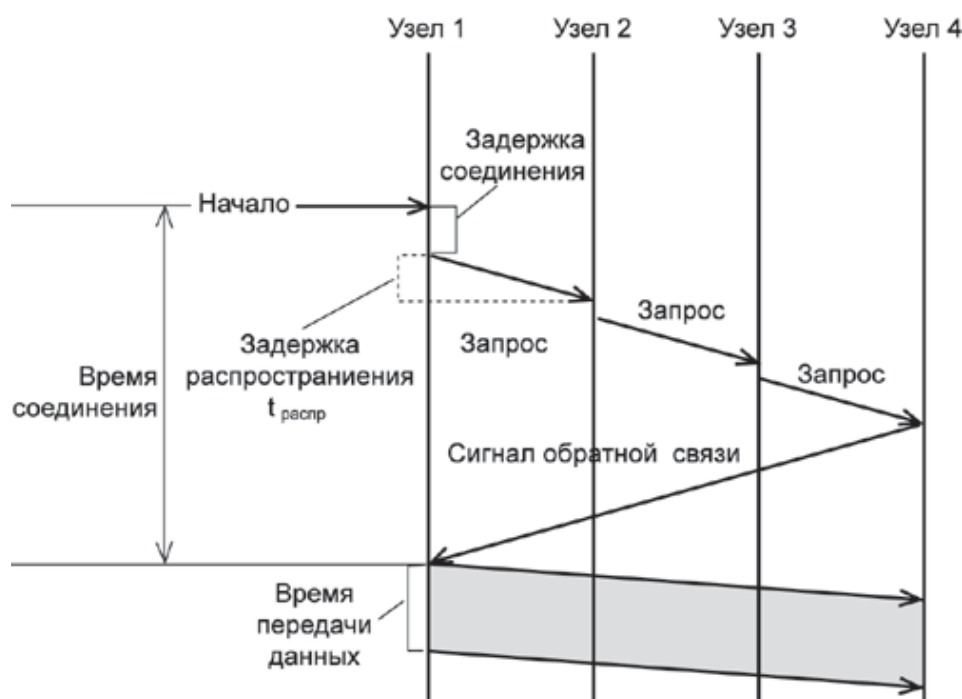 Узел 1
Узел 2
Узел 3
Узел 4
Задержка
соединения
Начало
Запрос
Задержка
распространиения
t распр
Запрос
Запрос
Время
соединения
Сигнал обратной связи
Время
передачи
данных